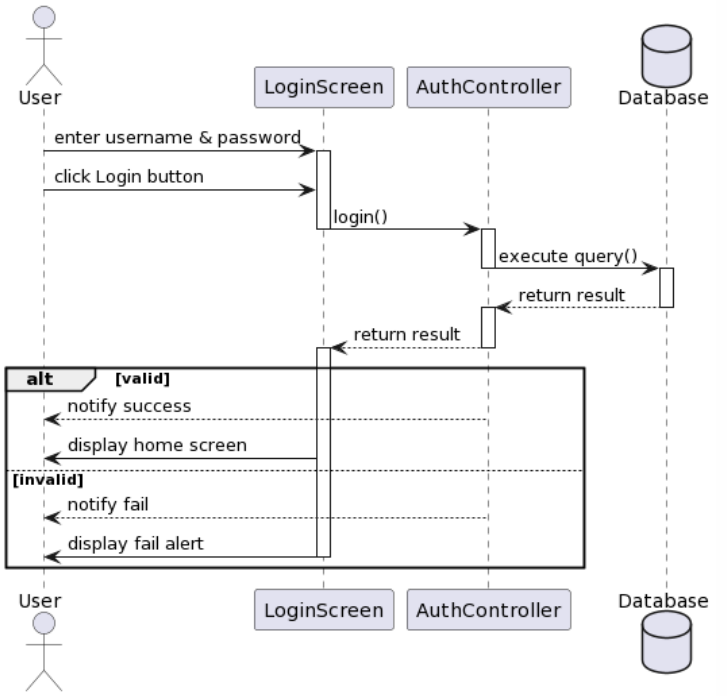 User
LoginScreen
AuthController
Database
enter username & password
click Login button
login()
execute query()
return result
return result
alt
[valid]
notify success
display home screen
[invalid]
notify fail
display fail alert
User
LoginScreen
AuthController
Database